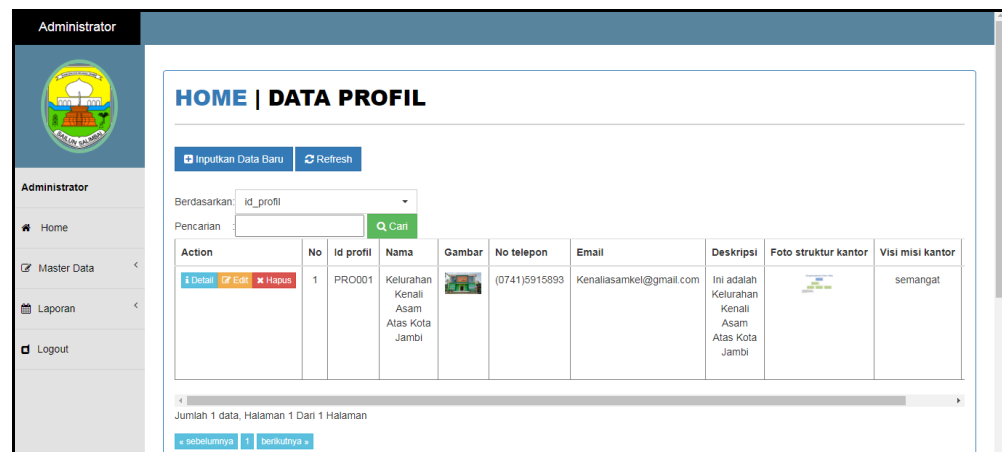 Administrator
SAILUN SALIMBAI
Administrator
Home
Master Data
Laporan
Logout
HOME | DATA PROFIL
Inputkan Data Baru
Refresh
Berdasarkan: id_profil
Pencarian :
Cari
Action No Id profil Nama Gambar No telepon Email Deskripsi Foto struktur kantor Visi misi kantor
Detail Edit Hapus 1 PRO001 Kelurahan (0741)5915893 Kenaliasamkel@gmail.com Ini adalah semangat
Kenali Kelurahan
Asam Kenali
Atas Kota Asam
Jambi Atas Kota
Jambi
Jumlah 1 data, Halaman 1 Dari 1 Halaman
« sebelumnya 1 berikutnya »